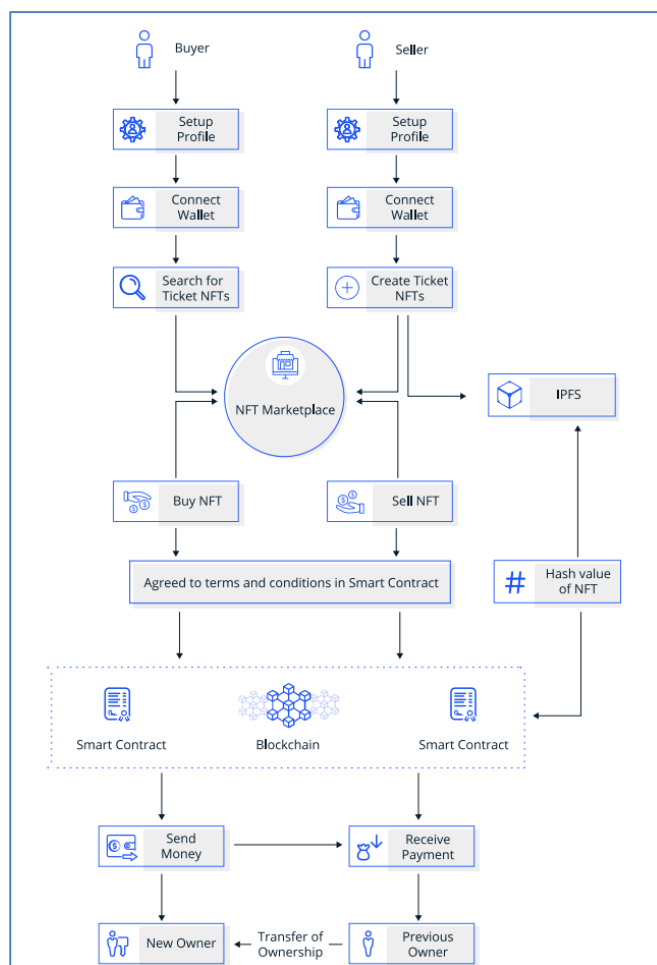 Buyer
Seller
Setup
Profile
Setup
Profile
Connect
Wallet
Connect
Wallet
Search for
Ticket NFTs
Create Ticket
NFTs
NFT Marketplace
IPFS
Buy NFT
Sell NFT
Agreed to terms and conditions in Smart Contract
#
Hash value
of NFT
Smart Contract
Blockchain
Smart Contract
Send
Money
Receive
Payment
New Owner
Transfer of
Ownership
Previous
Owner